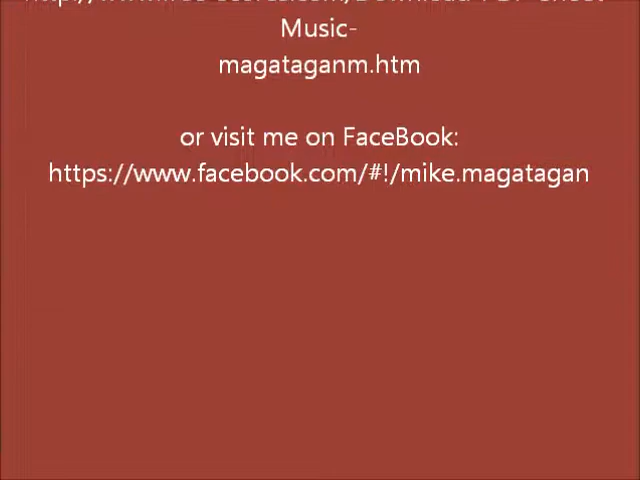 Music-
magataganm.htm
or visit me on FaceBook:
https://www.facebook.com/#!/mike.magatagan